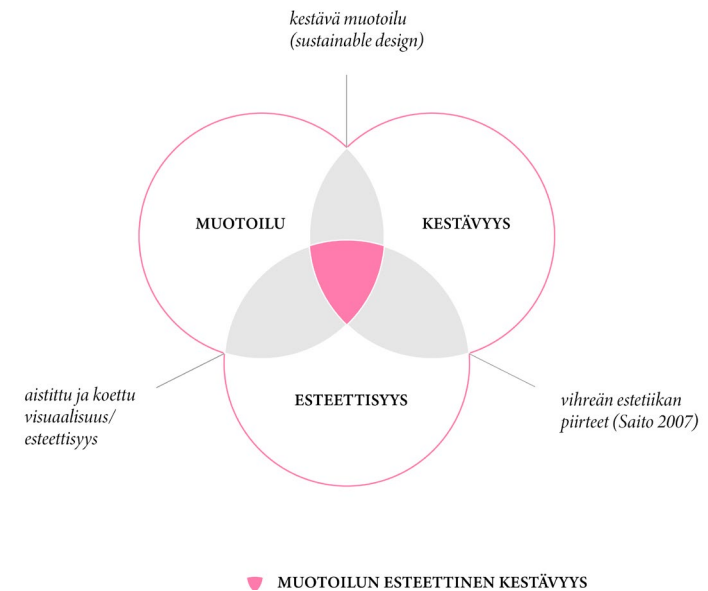 kestävä muotoilu
(sustainable design)
MUOTOILU
KESTÄVYYS
ESTEETTISYYS
aistittu ja koettu
visuaalisuus/
esteettisyys
vihreän estetiikan
piirteet (Saito 2007)
MUOTOILUN ESTEETTINEN KESTÄVYYS